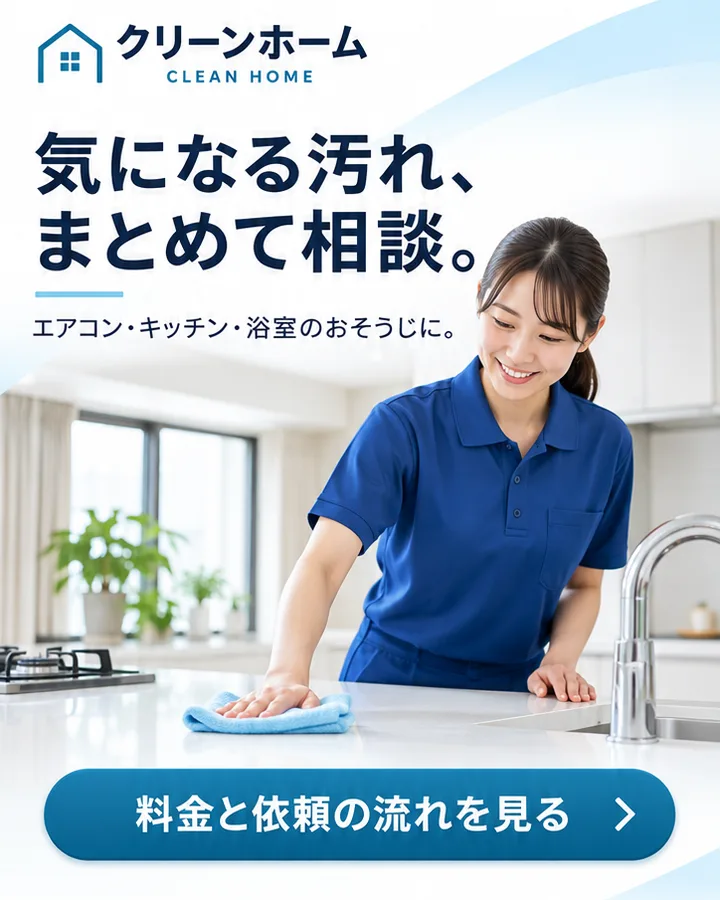 クリーンホーム
CLEAN HOME
気になる汚れ、
まとめて相談。
エアコン・キッチン・浴室のおそうじに。
料金と依頼の流れを見る